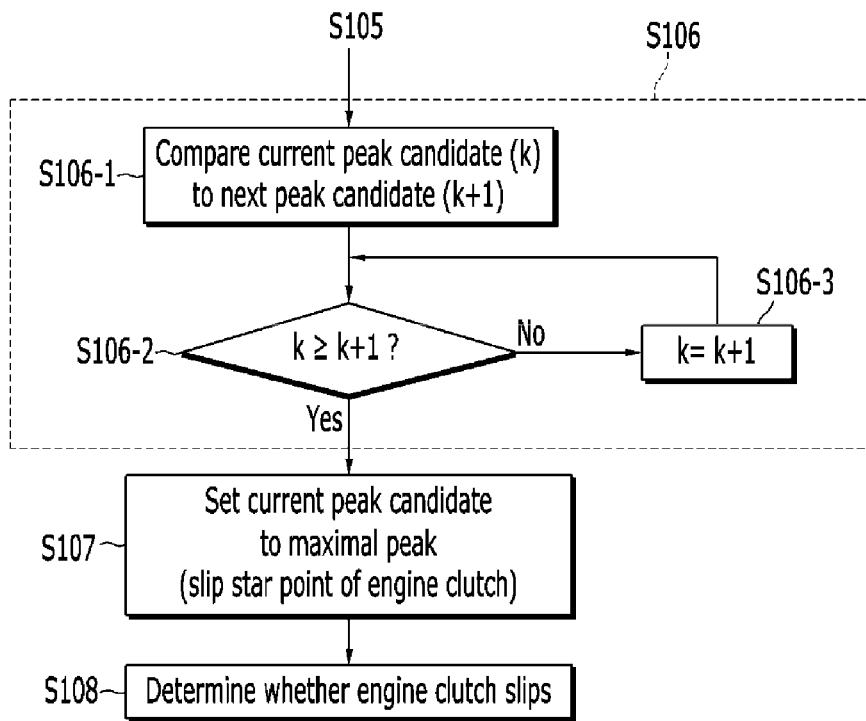 S105
S106
S106-1
Compare current peak candidate (k)
to next peak candidate (k+1)
S106-3
S106-2
k ≥ k+1 ?
No
k= k+1
Yes
S107
Set current peak candidate
to maximal peak
(slip star point of engine clutch)
S108
Determine whether engine clutch slips